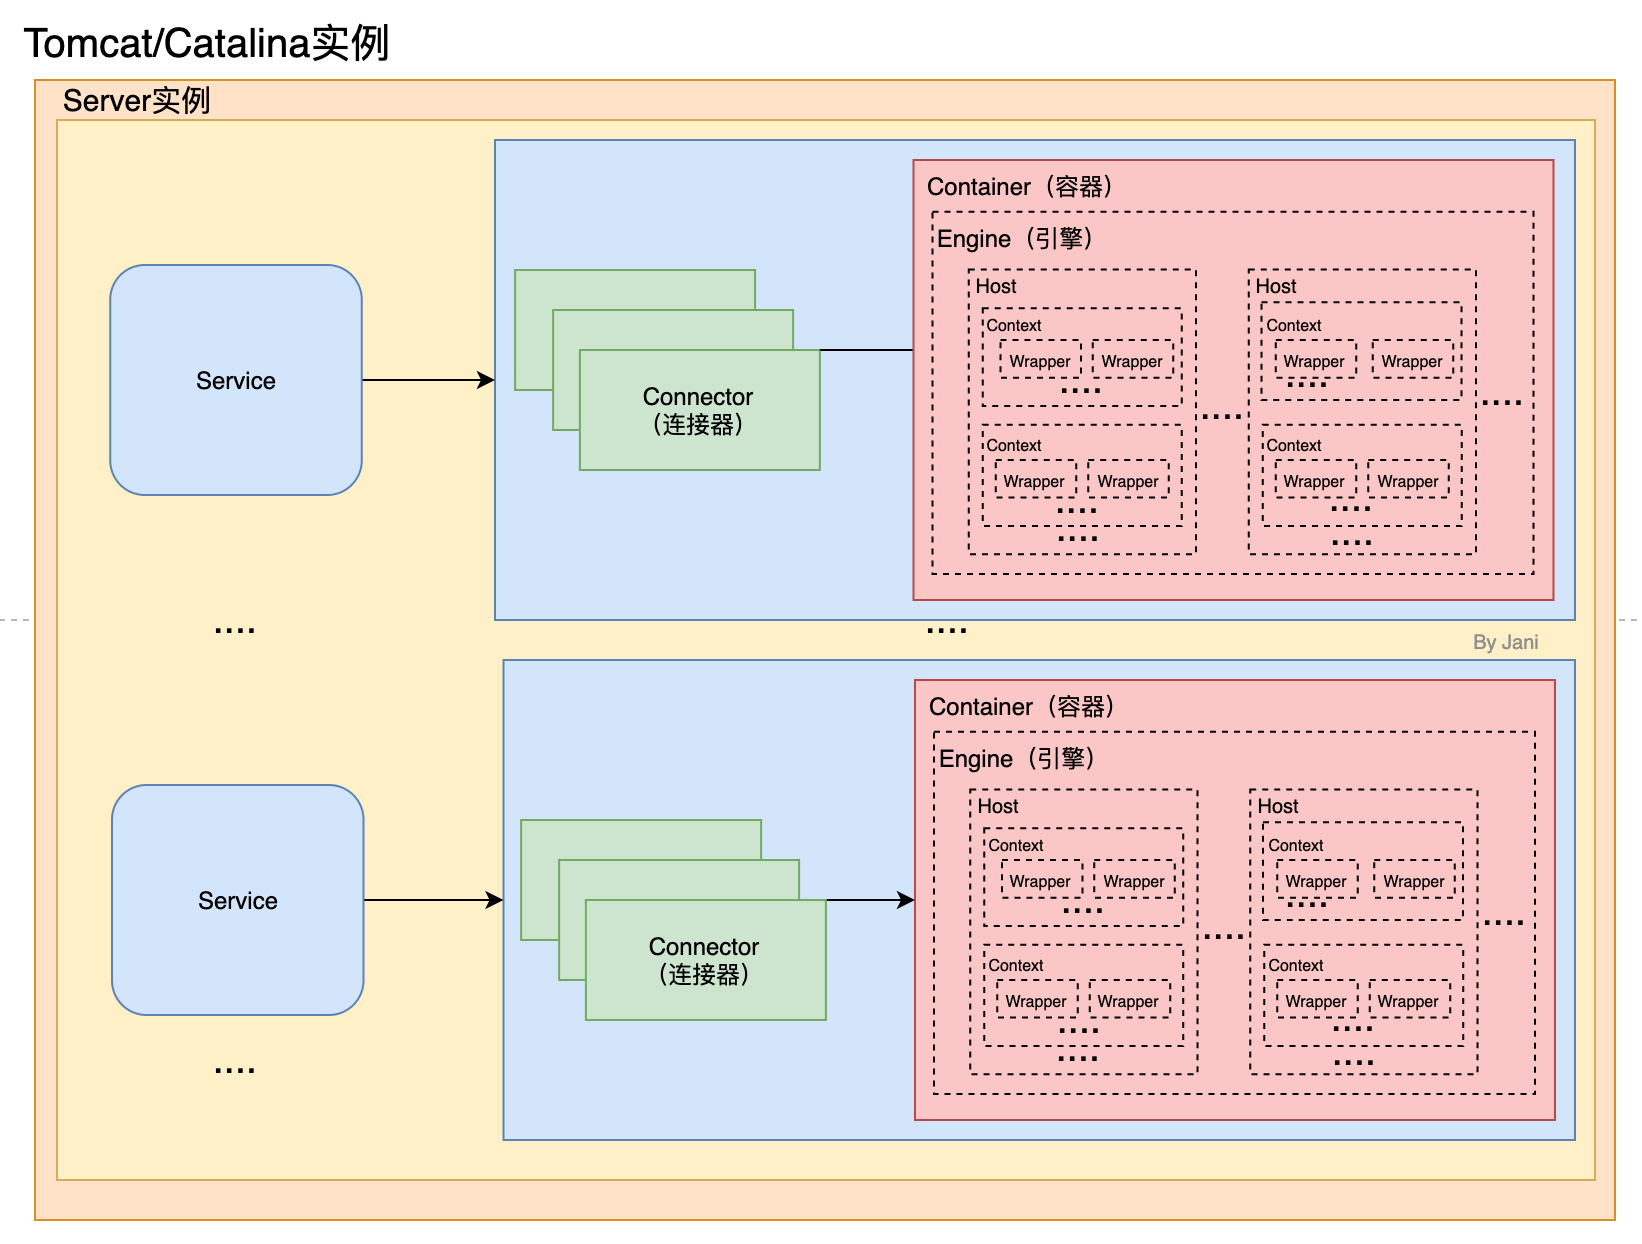 Tomcat/Catalina实例
Server实例
Service
Connector
（连接器）
Container（容器）
Engine（引擎）
Host
Context
Wrapper
Wrapper
....
Context
Wrapper
Wrapper
....
....
....
Host
Context
Wrapper
Wrapper
....
Context
Wrapper
Wrapper
....
....
....
....
....
By Jani
Service
Connector
（连接器）
Container（容器）
Engine（引擎）
Host
Context
Wrapper
Wrapper
....
Context
Wrapper
Wrapper
....
....
....
Host
Context
Wrapper
Wrapper
....
Context
Wrapper
Wrapper
....
....
....
....